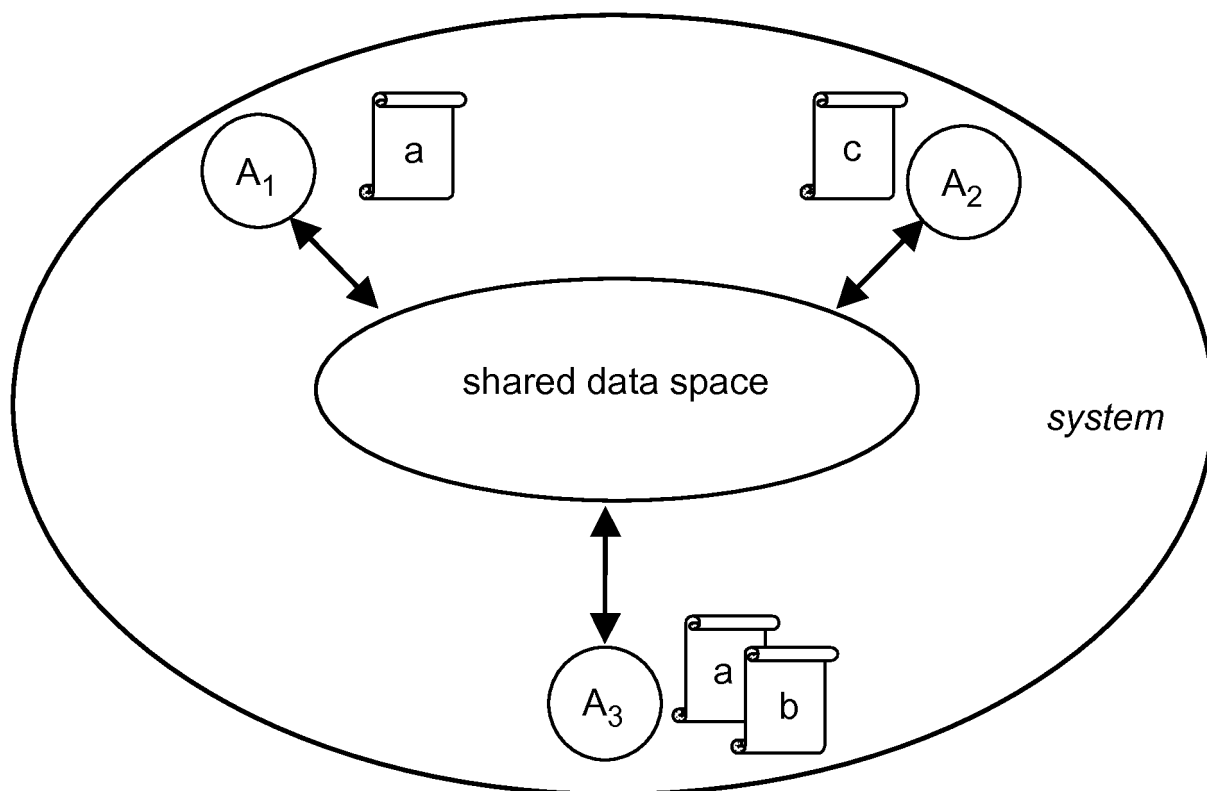 A₁
a
c
A₂
shared data space
system
A₃
a
b